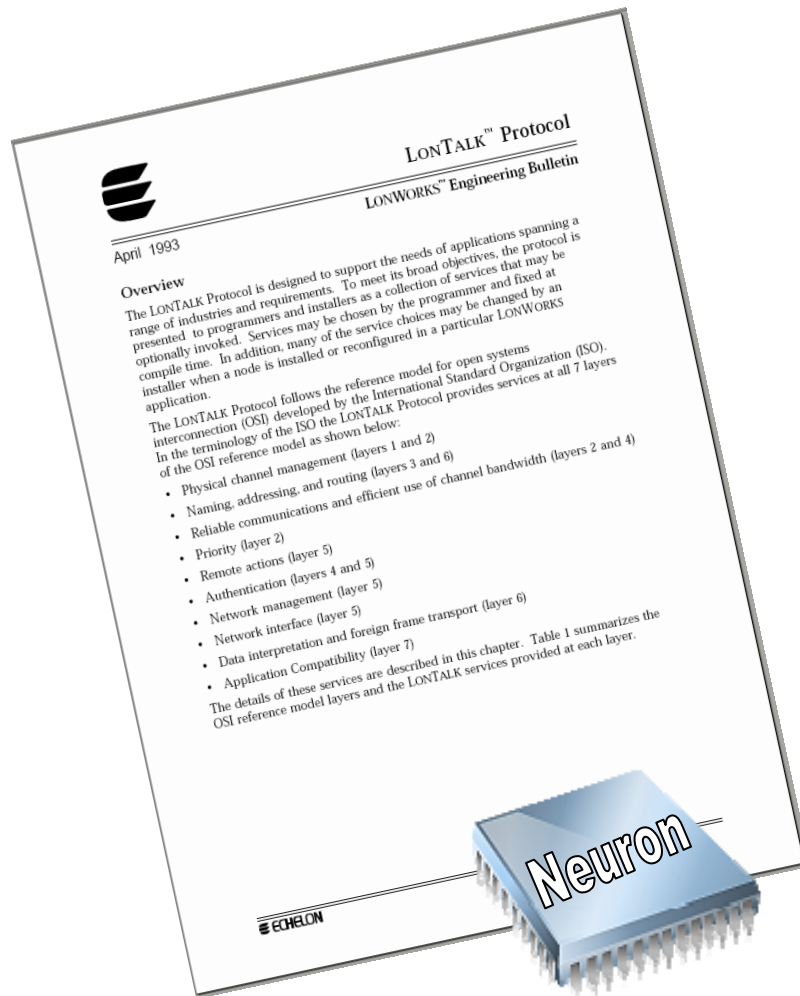 LONTALK™ Protocol
LONWORKS™ Engineering Bulletin
April 1993
Overview
The LONTALK Protocol is designed to support the needs of applications spanning a
range of industries and requirements. To meet its broad objectives, the protocol is
presented to programmers and installers as a collection of services that may be
optionally invoked. Services may be chosen by the programmer and fixed at
compile time. In addition, many of the service choices may be changed by an
installer when a node is installed or reconfigured in a particular LONWORKS
application.
The LONTALK Protocol follows the reference model for open systems
interconnection (OSI) developed by the International Standard Organization (ISO).
In the terminology of the ISO the LONTALK Protocol provides services at all 7 layers
of the OSI reference model as shown below:
• Physical channel management (layers 1 and 2)
• Naming, addressing, and routing (layers 3 and 6)
• Reliable communications and efficient use of channel bandwidth (layers 2 and 4)
• Priority (layer 2)
• Remote actions (layer 5)
• Authentication (layers 4 and 5)
• Network management (layer 5)
• Network interface (layer 5)
• Data interpretation and foreign frame transport (layer 6)
• Application Compatibility (layer 7)
The details of these services are described in this chapter. Table 1 summarizes the
OSI reference model layers and the LONTALK services provided at each layer.
Neuron
ECHELON